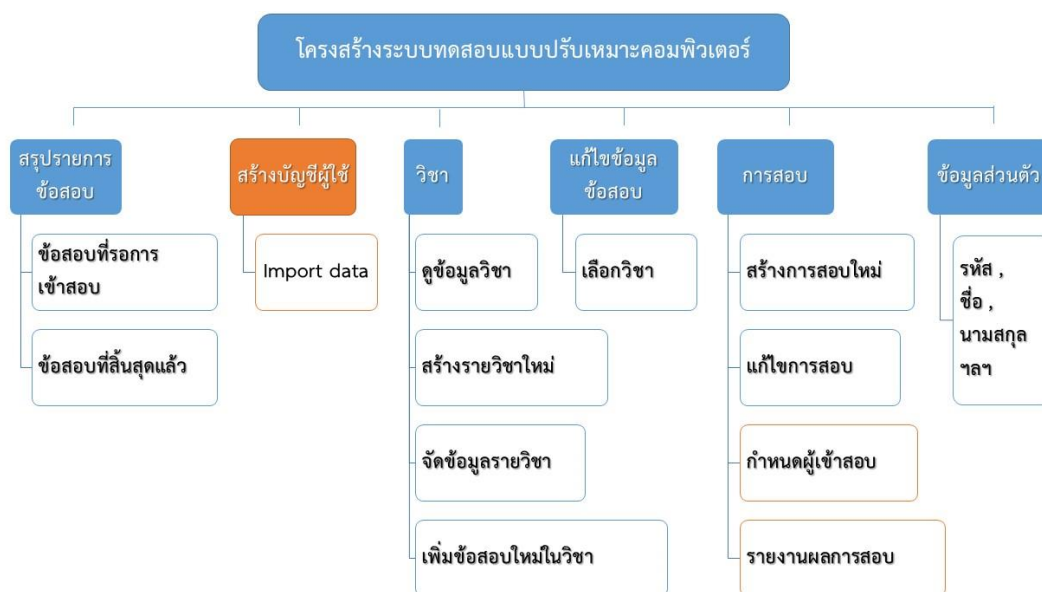 โครงสร้างระบบทดสอบแบบปรับเหมาะคอมพิวเตอร์
สรุปรายการ
ข้อสอบ
ข้อสอบที่รอการ
เข้าสอบ
ข้อสอบที่สิ้นสุดแล้ว
สร้างบัญชีผู้ใช้
Import data
วิชา
ดูข้อมูลวิชา
สร้างรายวิชาใหม่
จัดข้อมูลรายวิชา
เพิ่มข้อสอบใหม่ในวิชา
แก้ไขข้อมูล
ข้อสอบ
เลือกวิชา
การสอบ
สร้างการสอบใหม่
แก้ไขการสอบ
กำหนดผู้เข้าสอบ
รายงานผลการสอบ
ข้อมูลส่วนตัว
รหัส ,
ชื่อ ,
นามสกุล
ฯลฯ